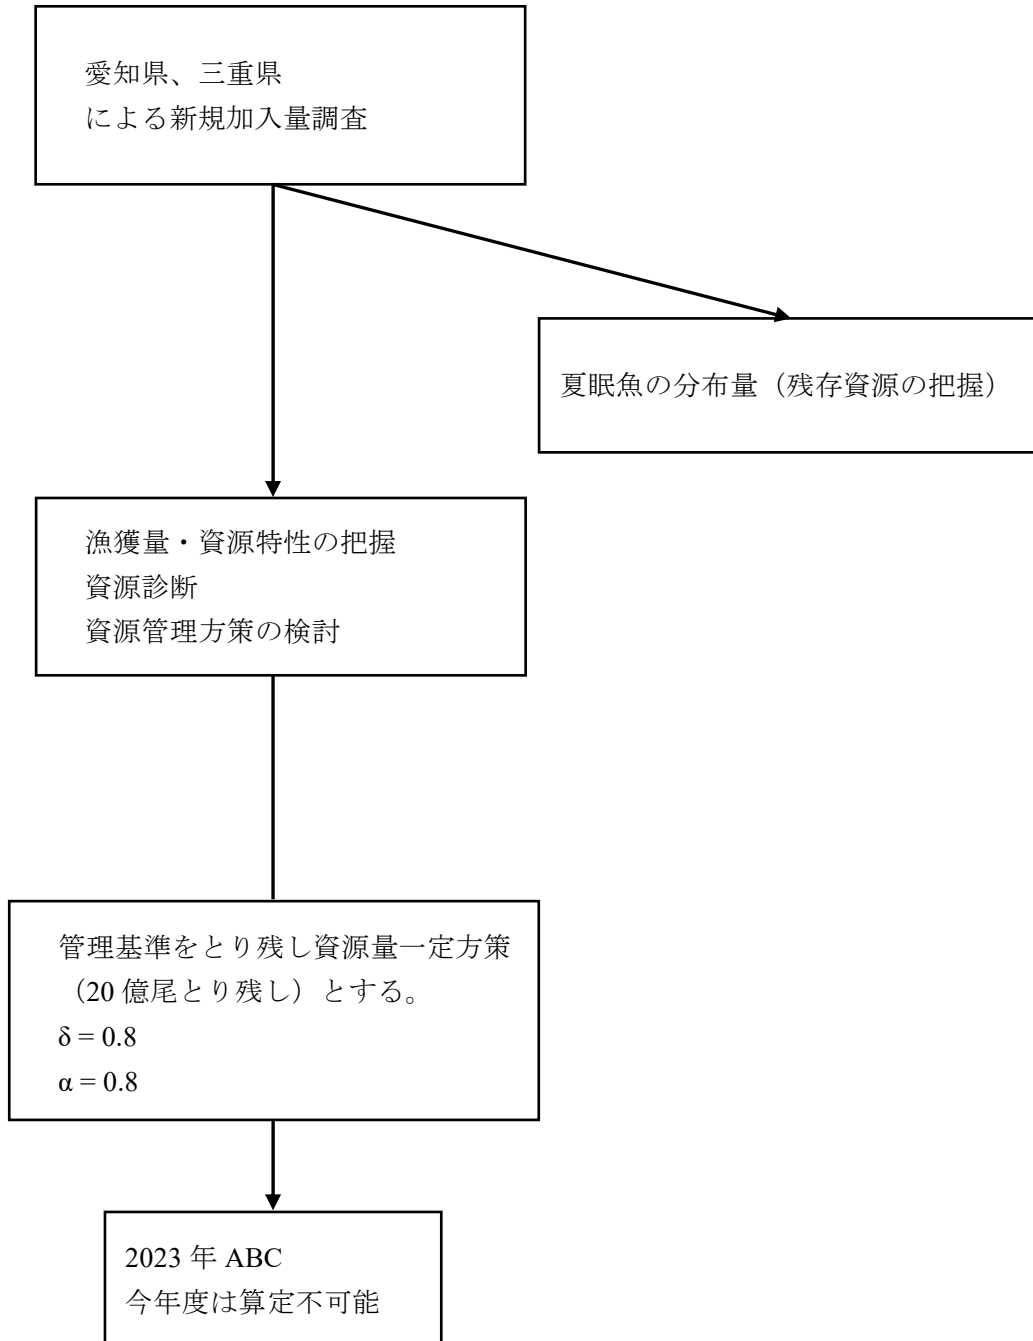 愛知県、三重県
による新規加入量調査
夏眠魚の分布量（残存資源の把握）
漁獲量・資源特性の把握
資源診断
資源管理方策の検討
管理基準をとり残し資源量一定方策
（20 億尾とり残し）とする。
δ = 0.8
α = 0.8
2023 年 ABC
今年度は算定不可能